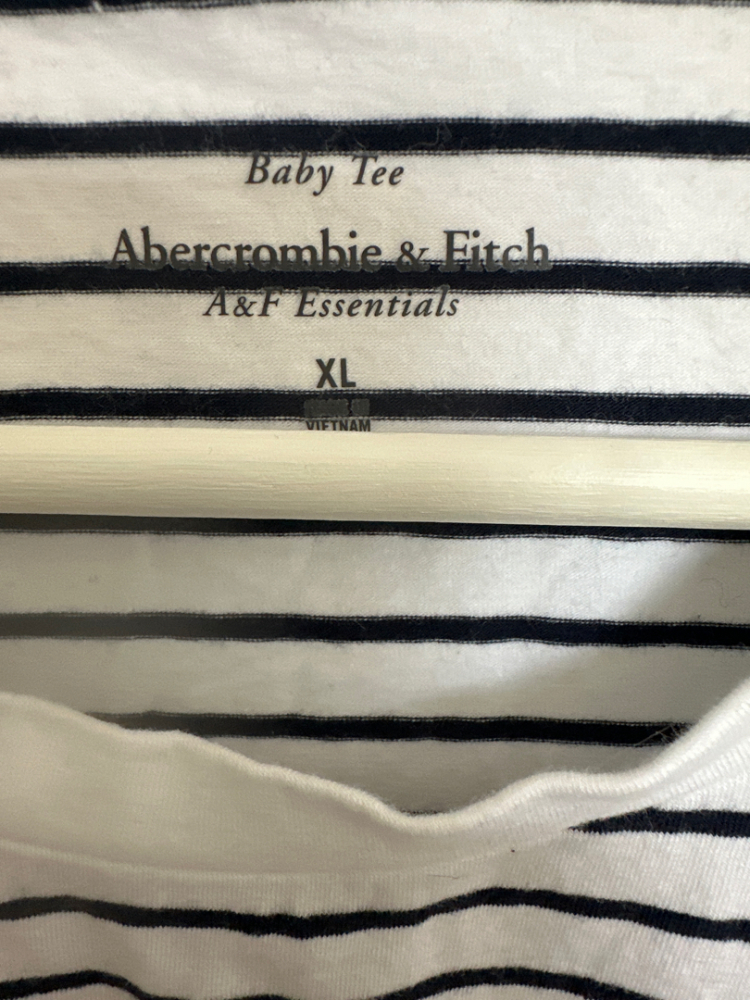 Baby Tee
Abercrombie & Fitch
A&F Essentials
XL
VIETNAM